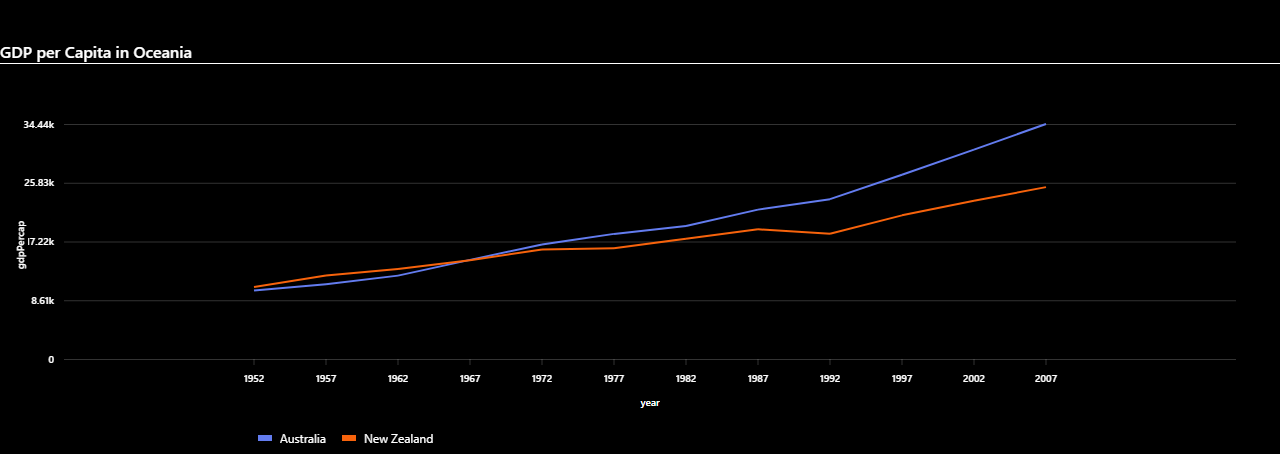 GDP per Capita in Oceania
34.44k
25.83k
17.22k
8.61k
0
gdpPercap
1952 1957 1962 1967 1972 1977 1982 1987 1992 1997 2002 2007
year
Australia New Zealand